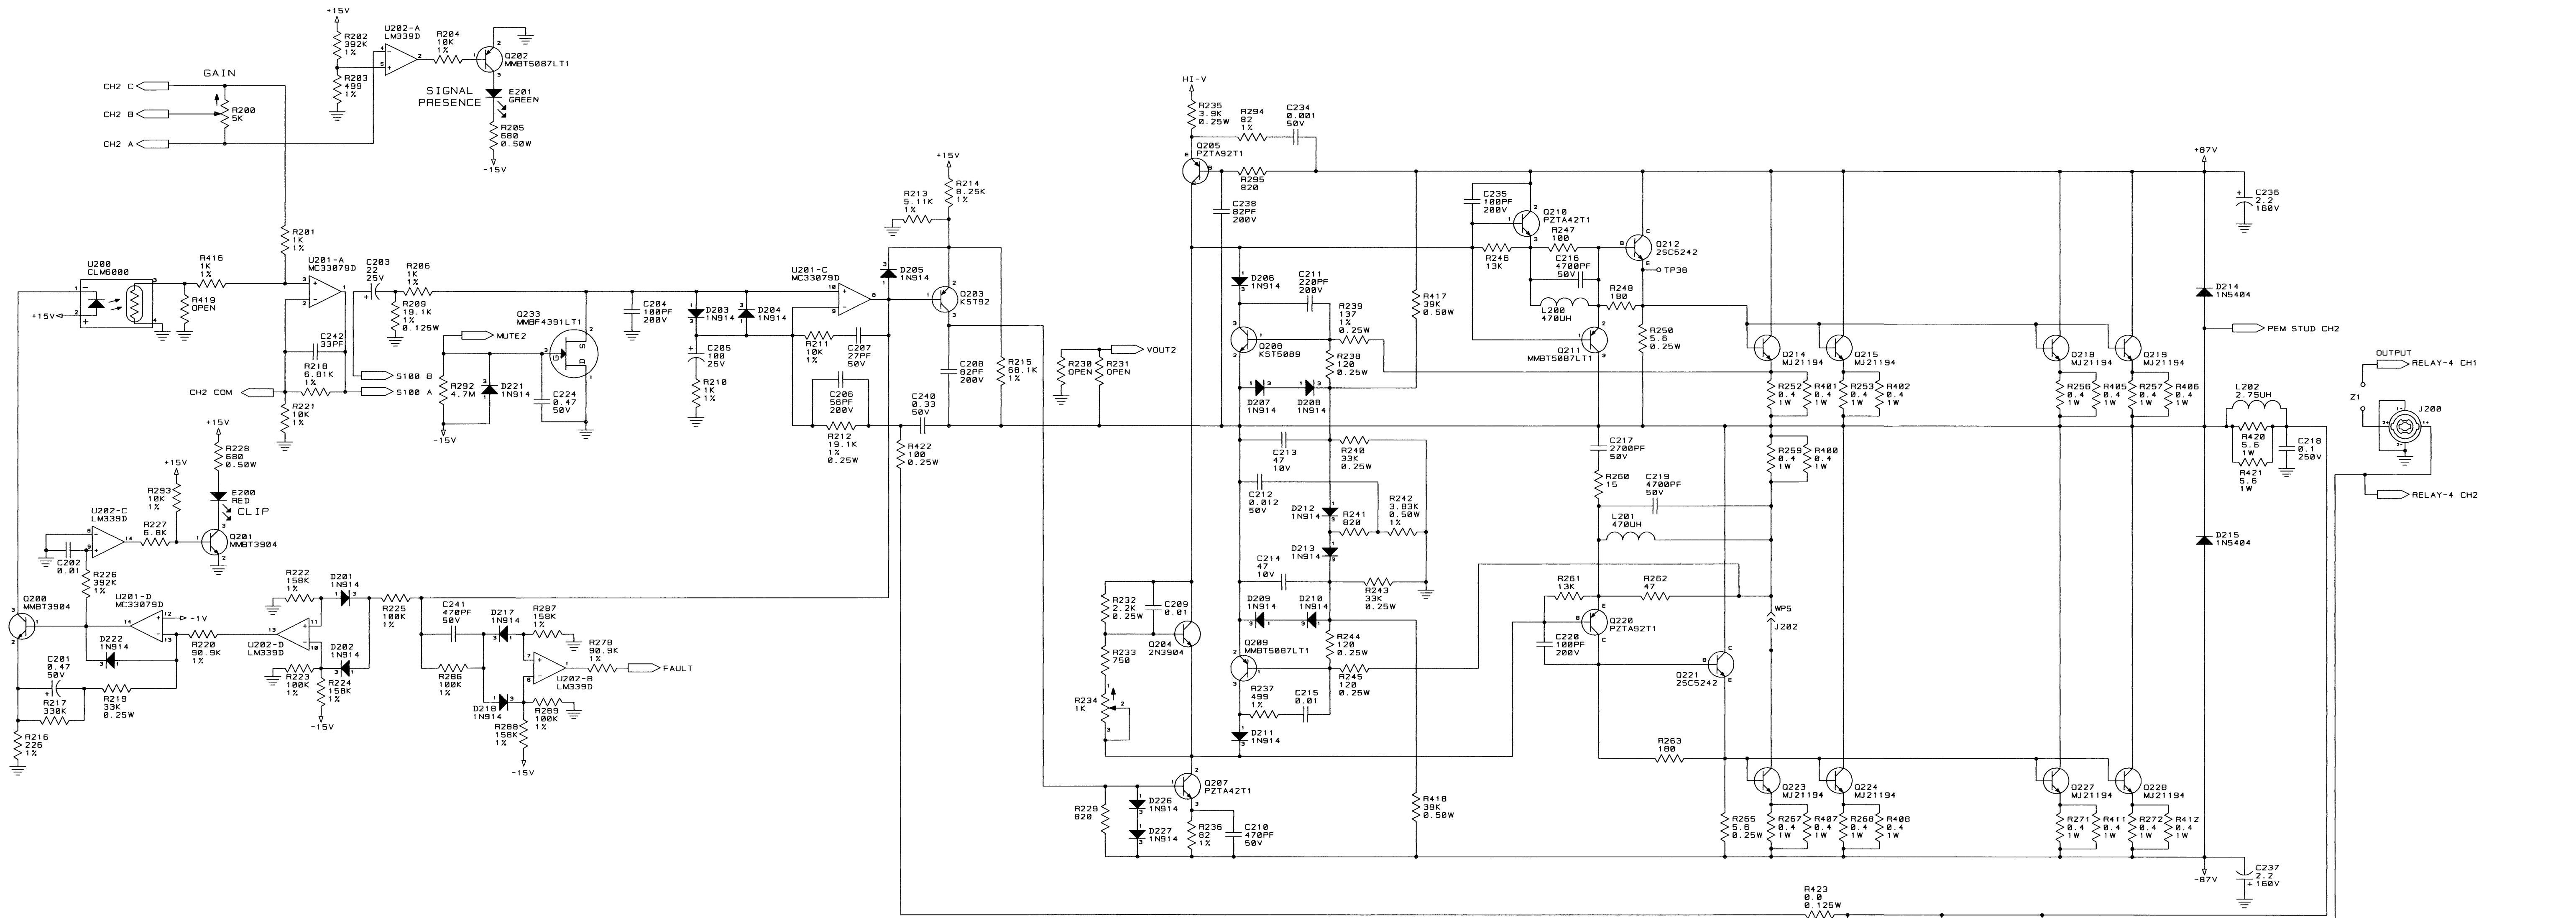 +15V
R202
392K
1%
U202-A
LM339D
4
5
2
R204
10K
1%
1
2
3
Q202
MMBT5087LT1
R203
499
1%
GAIN
CH2 C
CH2 B
CH2 A
R200
5K
SIGNAL
PRESENCE
E201
GREEN
R205
680
0.50W
-15V
R201
1K
1%
U200
CLM6000
1
2
3
4
+15V
R416
1K
1%
R419
OPEN
U201-A
MC33079D
3
2
1
C203
22
25V
R206
1K
1%
R209
19.1K
1%
0.125W
C242
33PF
R218
6.81K
1%
S100 B
S100 A
CH2 COM
R221
10K
1%
MUTE2
R292
4.7M
-15V
D221
1N914
C224
0.47
50V
Q233
MMBF4391LT1
C204
100PF
200V
D203
1N914
D204
1N914
C205
100
25V
R210
1K
1%
U201-C
MC33079D
10
9
8
R211
10K
1%
C207
27PF
50V
C206
56PF
200V
R212
19.1K
1%
0.25W
D205
1N914
R213
5.11K
1%
+15V
R214
8.25K
1%
Q203
KST92
C208
82PF
200V
R215
68.1K
1%
C240
0.33
50V
R422
100
0.25W
R230
OPEN
R231
OPEN
VOUT2
+15V
R228
680
0.50W
E200
RED
CLIP
+15V
R293
10K
1%
U202-C
LM339D
8
9
14
C202
0.01
R227
6.8K
Q201
MMBT3904
R226
392K
1%
Q200
MMBT3904
U201-D
MC33079D
12
13
14
-1V
D222
1N914
R220
90.9K
1%
C201
0.47
50V
R217
330K
R219
33K
0.25W
R216
226
1%
R222
158K
1%
D201
1N914
U202-D
LM339D
11
10
13
D202
1N914
R223
100K
1%
R224
158K
1%
-15V
R225
100K
1%
C241
470PF
50V
D217
1N914
R287
158K
1%
R286
100K
1%
D218
1N914
U202-B
LM339D
7
6
1
R278
90.9K
1%
FAULT
R288
158K
1%
R289
100K
1%
-15V
HI-V
R235
3.9K
0.25W
R294
82
1%
C234
0.001
50V
Q205
PZTA92T1
R295
820
C238
82PF
200V
D206
1N914
C211
220PF
200V
R239
137
1%
0.25W
R417
39K
0.50W
Q208
KST5089
R238
120
0.25W
D207
1N914
D208
1N914
C213
47
10V
R240
33K
0.25W
C212
0.012
50V
D212
1N914
R241
820
R242
3.83K
0.50W
1%
D213
1N914
C214
47
10V
R243
33K
0.25W
D209
1N914
D210
1N914
Q209
MMBT5087LT1
R244
120
0.25W
R245
120
0.25W
R237
499
1%
C215
0.01
D211
1N914
R232
2.2K
0.25W
C209
0.01
Q204
2N3904
R233
750
R234
1K
Q207
PZTA42T1
R229
820
D226
1N914
D227
1N914
R236
82
1%
C210
470PF
50V
R418
39K
0.50W
C235
100PF
200V
Q210
PZTA42T1
R246
13K
R247
100
C216
4700PF
50V
Q212
2SC5242
TP38
L200
470UH
R248
180
Q211
MMBT5087LT1
R250
5.6
0.25W
C217
2700PF
50V
R260
15
C219
4700PF
50V
L201
470UH
R261
13K
R262
47
Q220
PZTA92T1
C220
100PF
200V
Q221
2SC5242
R263
180
R265
5.6
0.25W
WP5
J202
Q214
MJ21194
Q215
MJ21194
Q218
MJ21194
Q219
MJ21194
R252
0.4
1W
R401
0.4
1W
R253
0.4
1W
R402
0.4
1W
R256
0.4
1W
R405
0.4
1W
R257
0.4
1W
R406
0.4
1W
R259
0.4
1W
R400
0.4
1W
Q223
MJ21194
Q224
MJ21194
Q227
MJ21194
Q228
MJ21194
R267
0.4
1W
R407
0.4
1W
R268
0.4
1W
R408
0.4
1W
R271
0.4
1W
R411
0.4
1W
R272
0.4
1W
R412
0.4
1W
+87V
C236
2.2
160V
D214
1N5404
PEM STUD CH2
D215
1N5404
-87V
C237
2.2
160V
L202
2.75UH
R420
5.6
1W
R421
5.6
1W
C218
0.1
250V
OUTPUT
RELAY-4 CH1
Z1
J200
RELAY-4 CH2
R423
0.0
0.125W